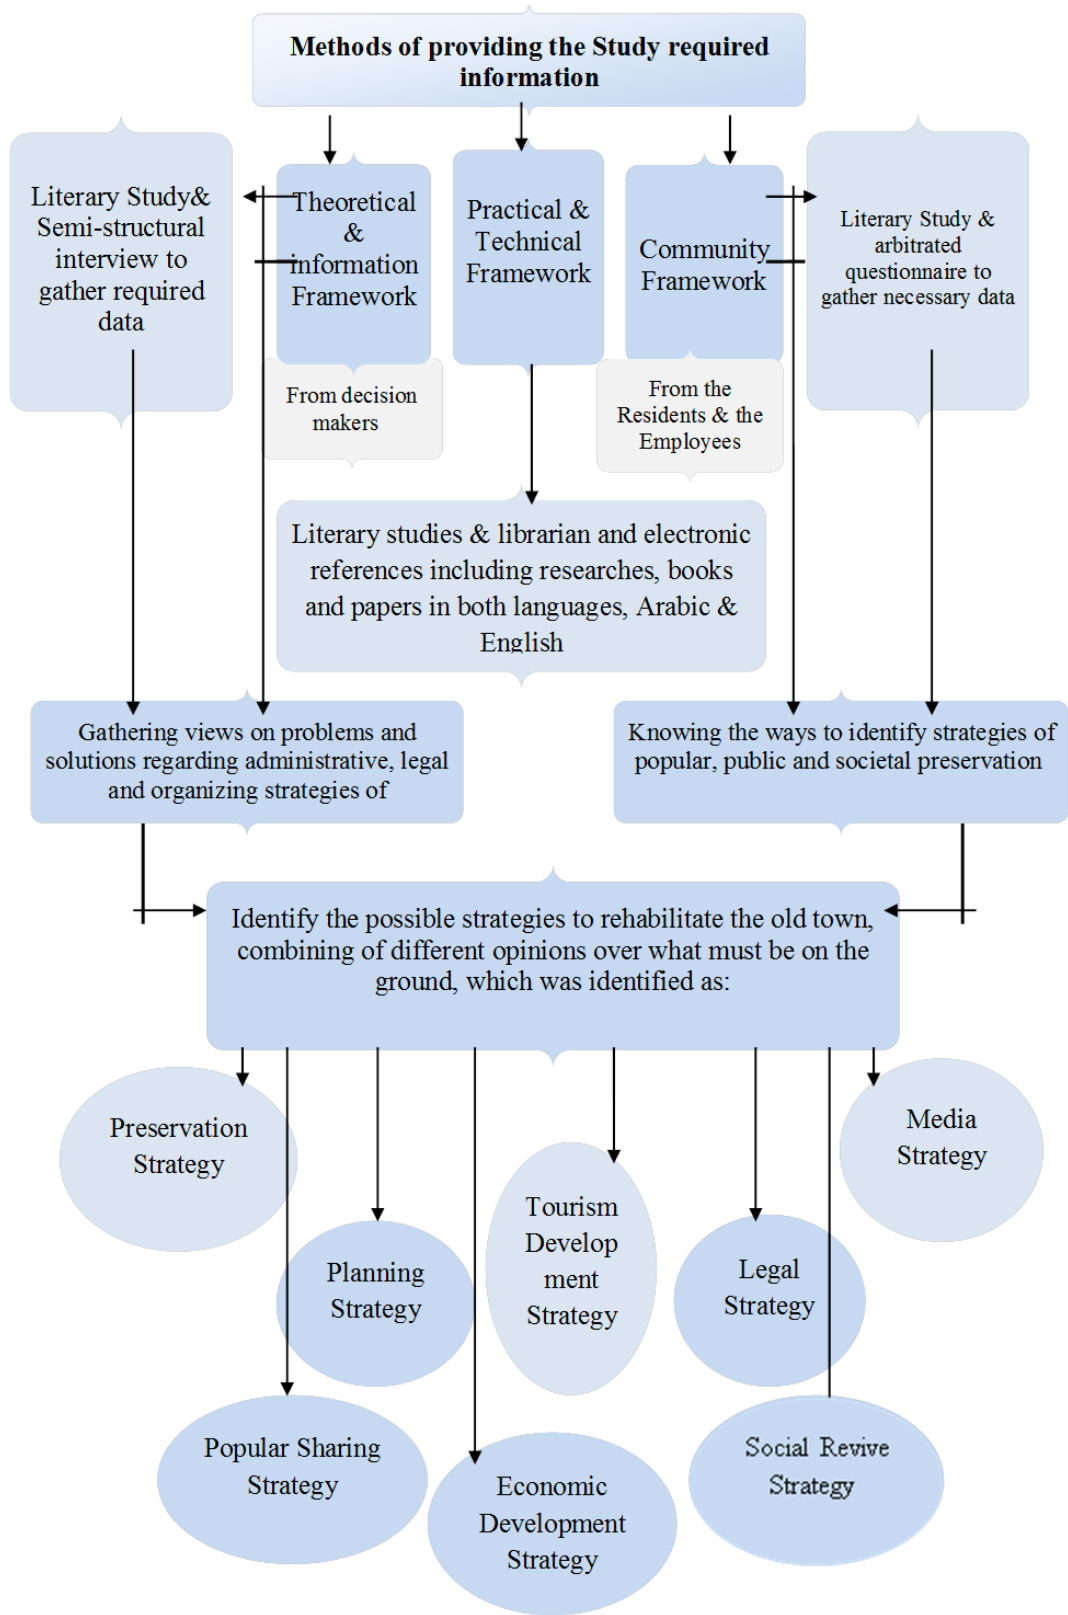 Methods of providing the Study required
information
Literary Study&
Semi-structural
interview to
gather required
data
Theoretical
&
information
Framework
Practical &
Technical
Framework
Community
Framework
Literary Study &
arbitrated
questionnaire to
gather necessary data
From decision
makers
From the
Residents & the
Employees
Literary studies & librarian and electronic
references including researches, books
and papers in both languages, Arabic &
English
Gathering views on problems and
solutions regarding administrative, legal
and organizing strategies of
Knowing the ways to identify strategies of
popular, public and societal preservation
Identify the possible strategies to rehabilitate the old town,
combining of different opinions over what must be on the
ground, which was identified as:
Preservation
Strategy
Media
Strategy
Tourism
Develop
ment
Strategy
Planning
Strategy
Legal
Strategy
Popular Sharing
Strategy
Economic
Development
Strategy
Social Revive
Strategy